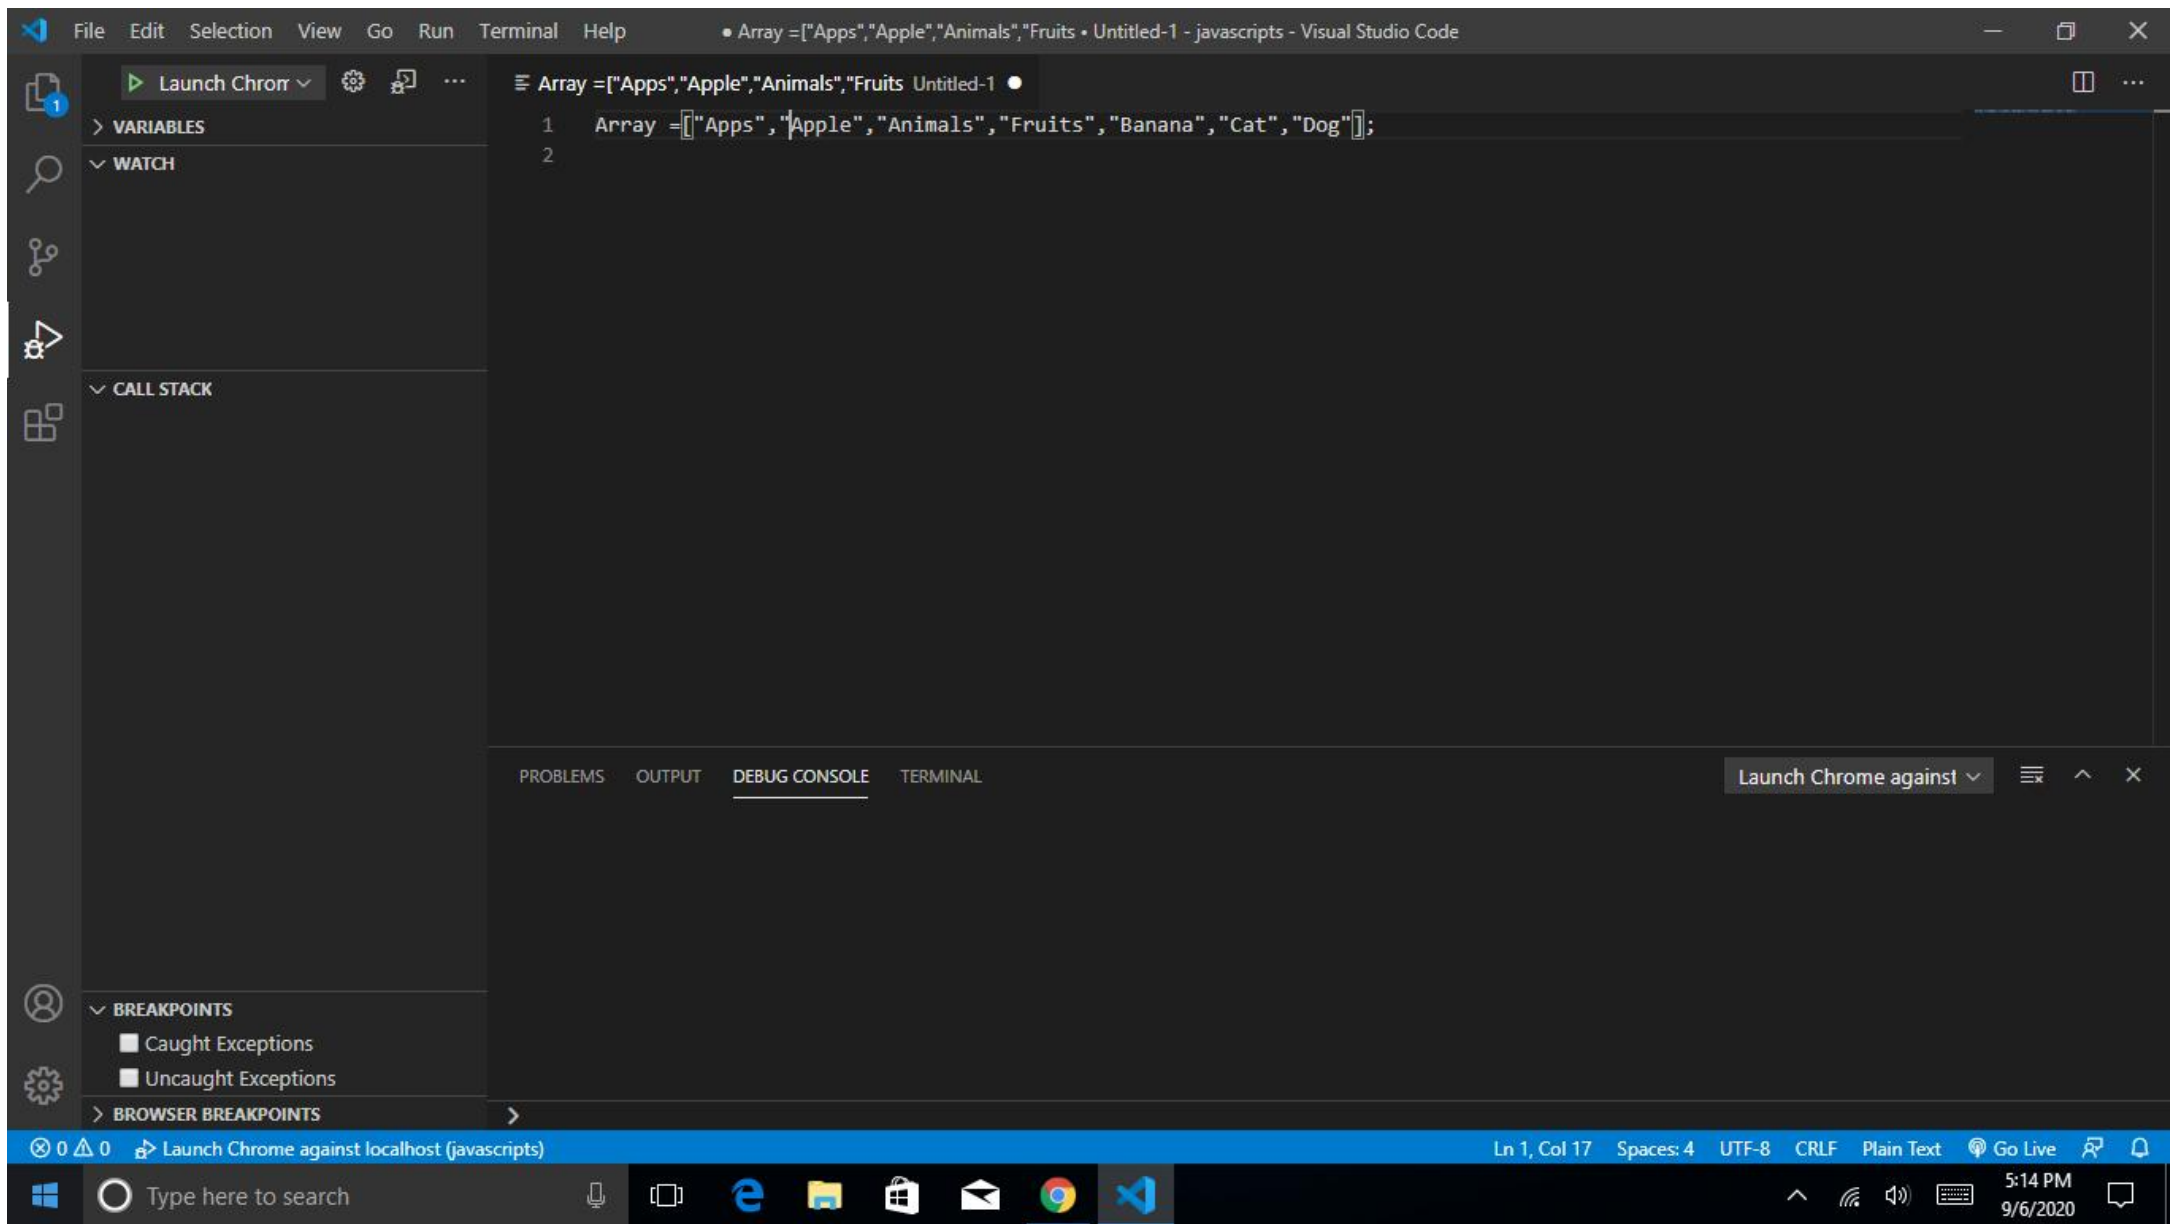 File Edit Selection View Go Run Terminal Help ● Array =["Apps","Apple","Animals","Fruits • Untitled-1 - javascripts - Visual Studio Code
1
Launch Chrom
Array =["Apps","Apple","Animals","Fruits Untitled-1 ●
VARIABLES
WATCH
CALL STACK
BREAKPOINTS
Caught Exceptions
Uncaught Exceptions
BROWSER BREAKPOINTS
1 Array =["Apps","Apple","Animals","Fruits","Banana","Cat","Dog"];
2
PROBLEMS OUTPUT DEBUG CONSOLE TERMINAL Launch Chrome against
0 0 Launch Chrome against localhost (javascripts) Ln 1, Col 17 Spaces: 4 UTF-8 CRLF Plain Text Go Live
Type here to search
5:14 PM
9/6/2020